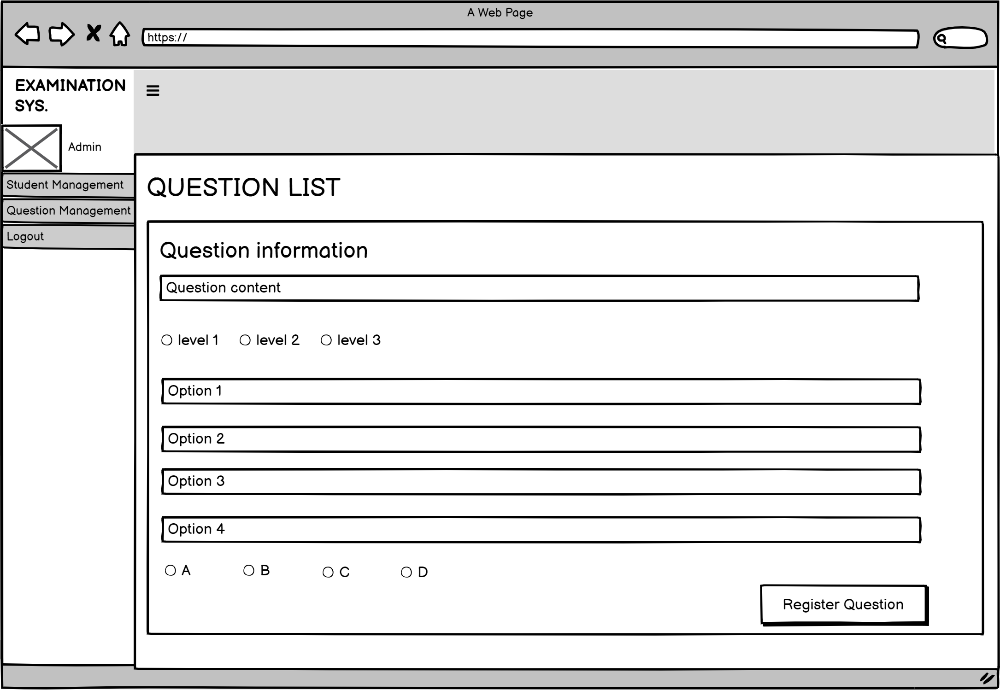 A Web Page
https://
EXAMINATION
SYS.
Admin
Student Management
Question Management
Logout
QUESTION LIST
Question information
Question content
level 1 level 2 level 3
Option 1
Option 2
Option 3
Option 4
A B C D
Register Question